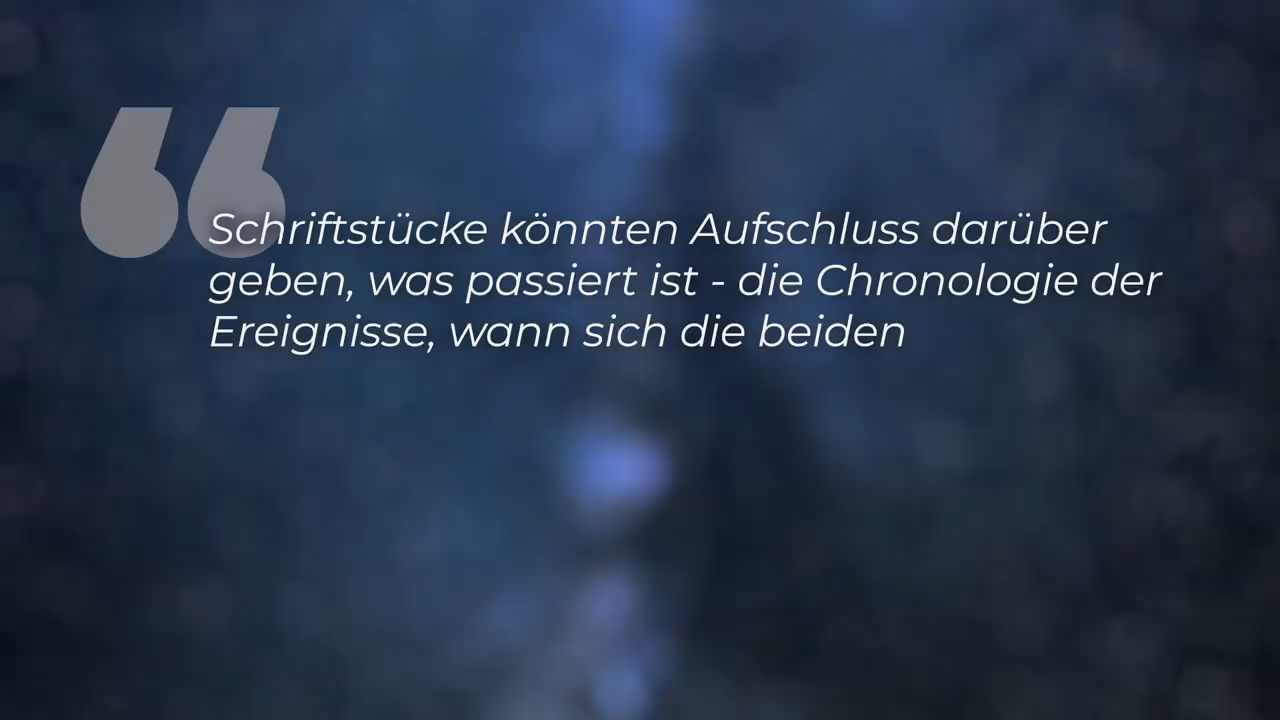 “
Schriftstücke könnten Aufschluss darüber
geben, was passiert ist - die Chronologie der
Ereignisse, wann sich die beiden